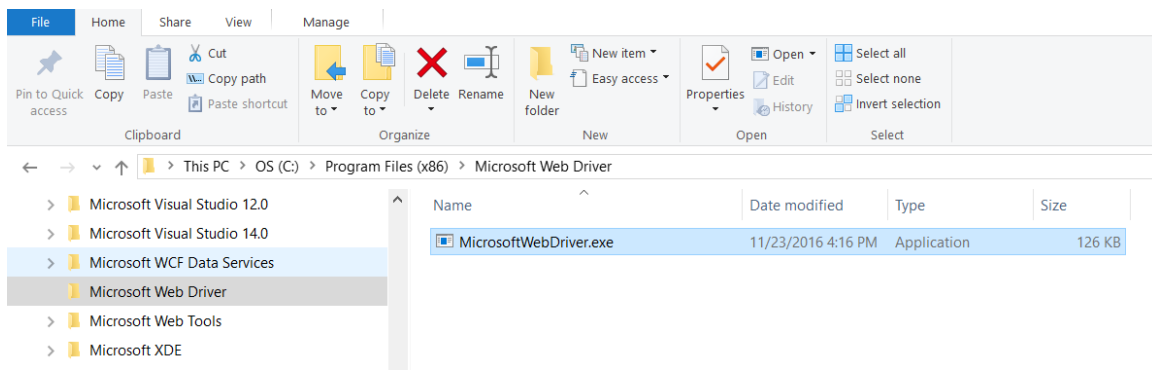 File Home Share View Manage
Pin to Quick access
Copy
Paste
Cut
Copy path
Paste shortcut
Clipboard
Move to
Copy to
Delete
Rename
Organize
New folder
New item
Easy access
New
Properties
Open
Edit
History
Open
Select all
Select none
Invert selection
Select
This PC > OS (C:) > Program Files (x86) > Microsoft Web Driver
Microsoft Visual Studio 12.0
Microsoft Visual Studio 14.0
Microsoft WCF Data Services
Microsoft Web Driver
Microsoft Web Tools
Microsoft XDE
Name Date modified Type Size
MicrosoftWebDriver.exe 11/23/2016 4:16 PM Application 126 KB